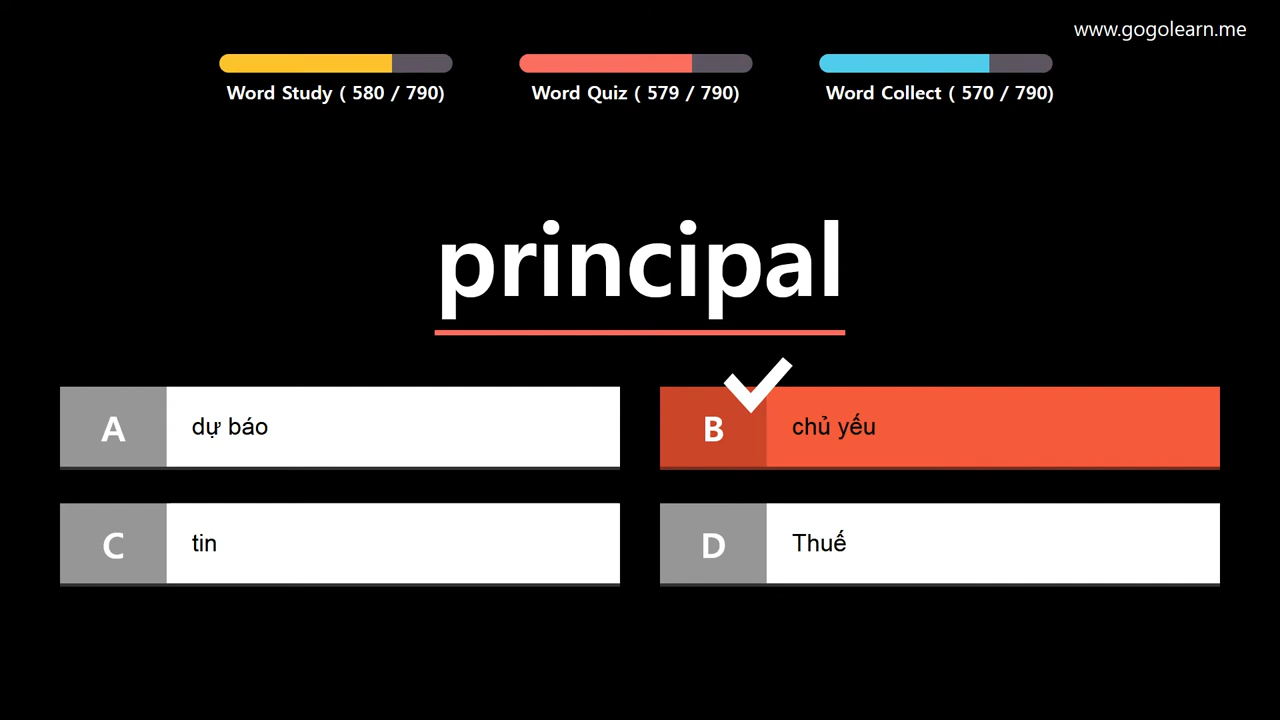 www.gogolearn.me
Word Study ( 580 / 790)
Word Quiz ( 579 / 790)
Word Collect ( 570 / 790)
principal
A dự báo
B chủ yếu
C tin
D Thuế